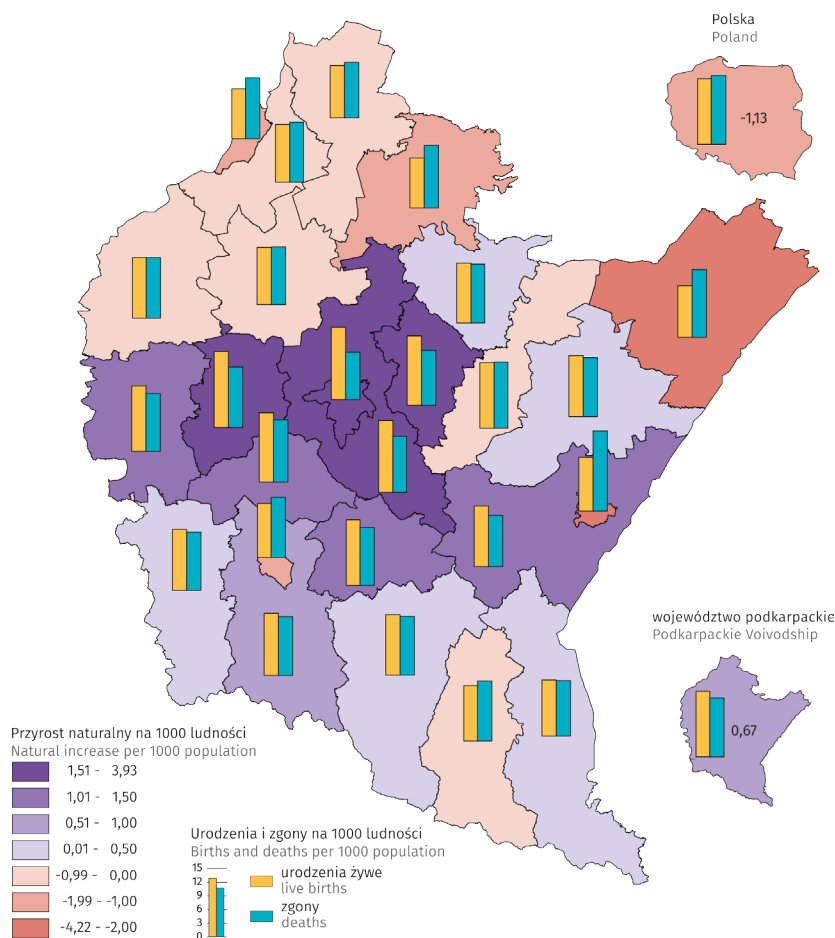 Polska
Poland
-1,13
województwo podkarpackie
Podkarpackie Voivodship
0,67
Przyrost naturalny na 1000 ludności
Natural increase per 1000 population
1,51 - 3,93
1,01 - 1,50
0,51 - 1,00
0,01 - 0,50
-0,99 - 0,00
-1,99 - -1,00
-4,22 - -2,00
Urodzenia i zgony na 1000 ludności
Births and deaths per 1000 population
15
12
9
6
3
0
urodzenia żywe
live births
zgony
deaths